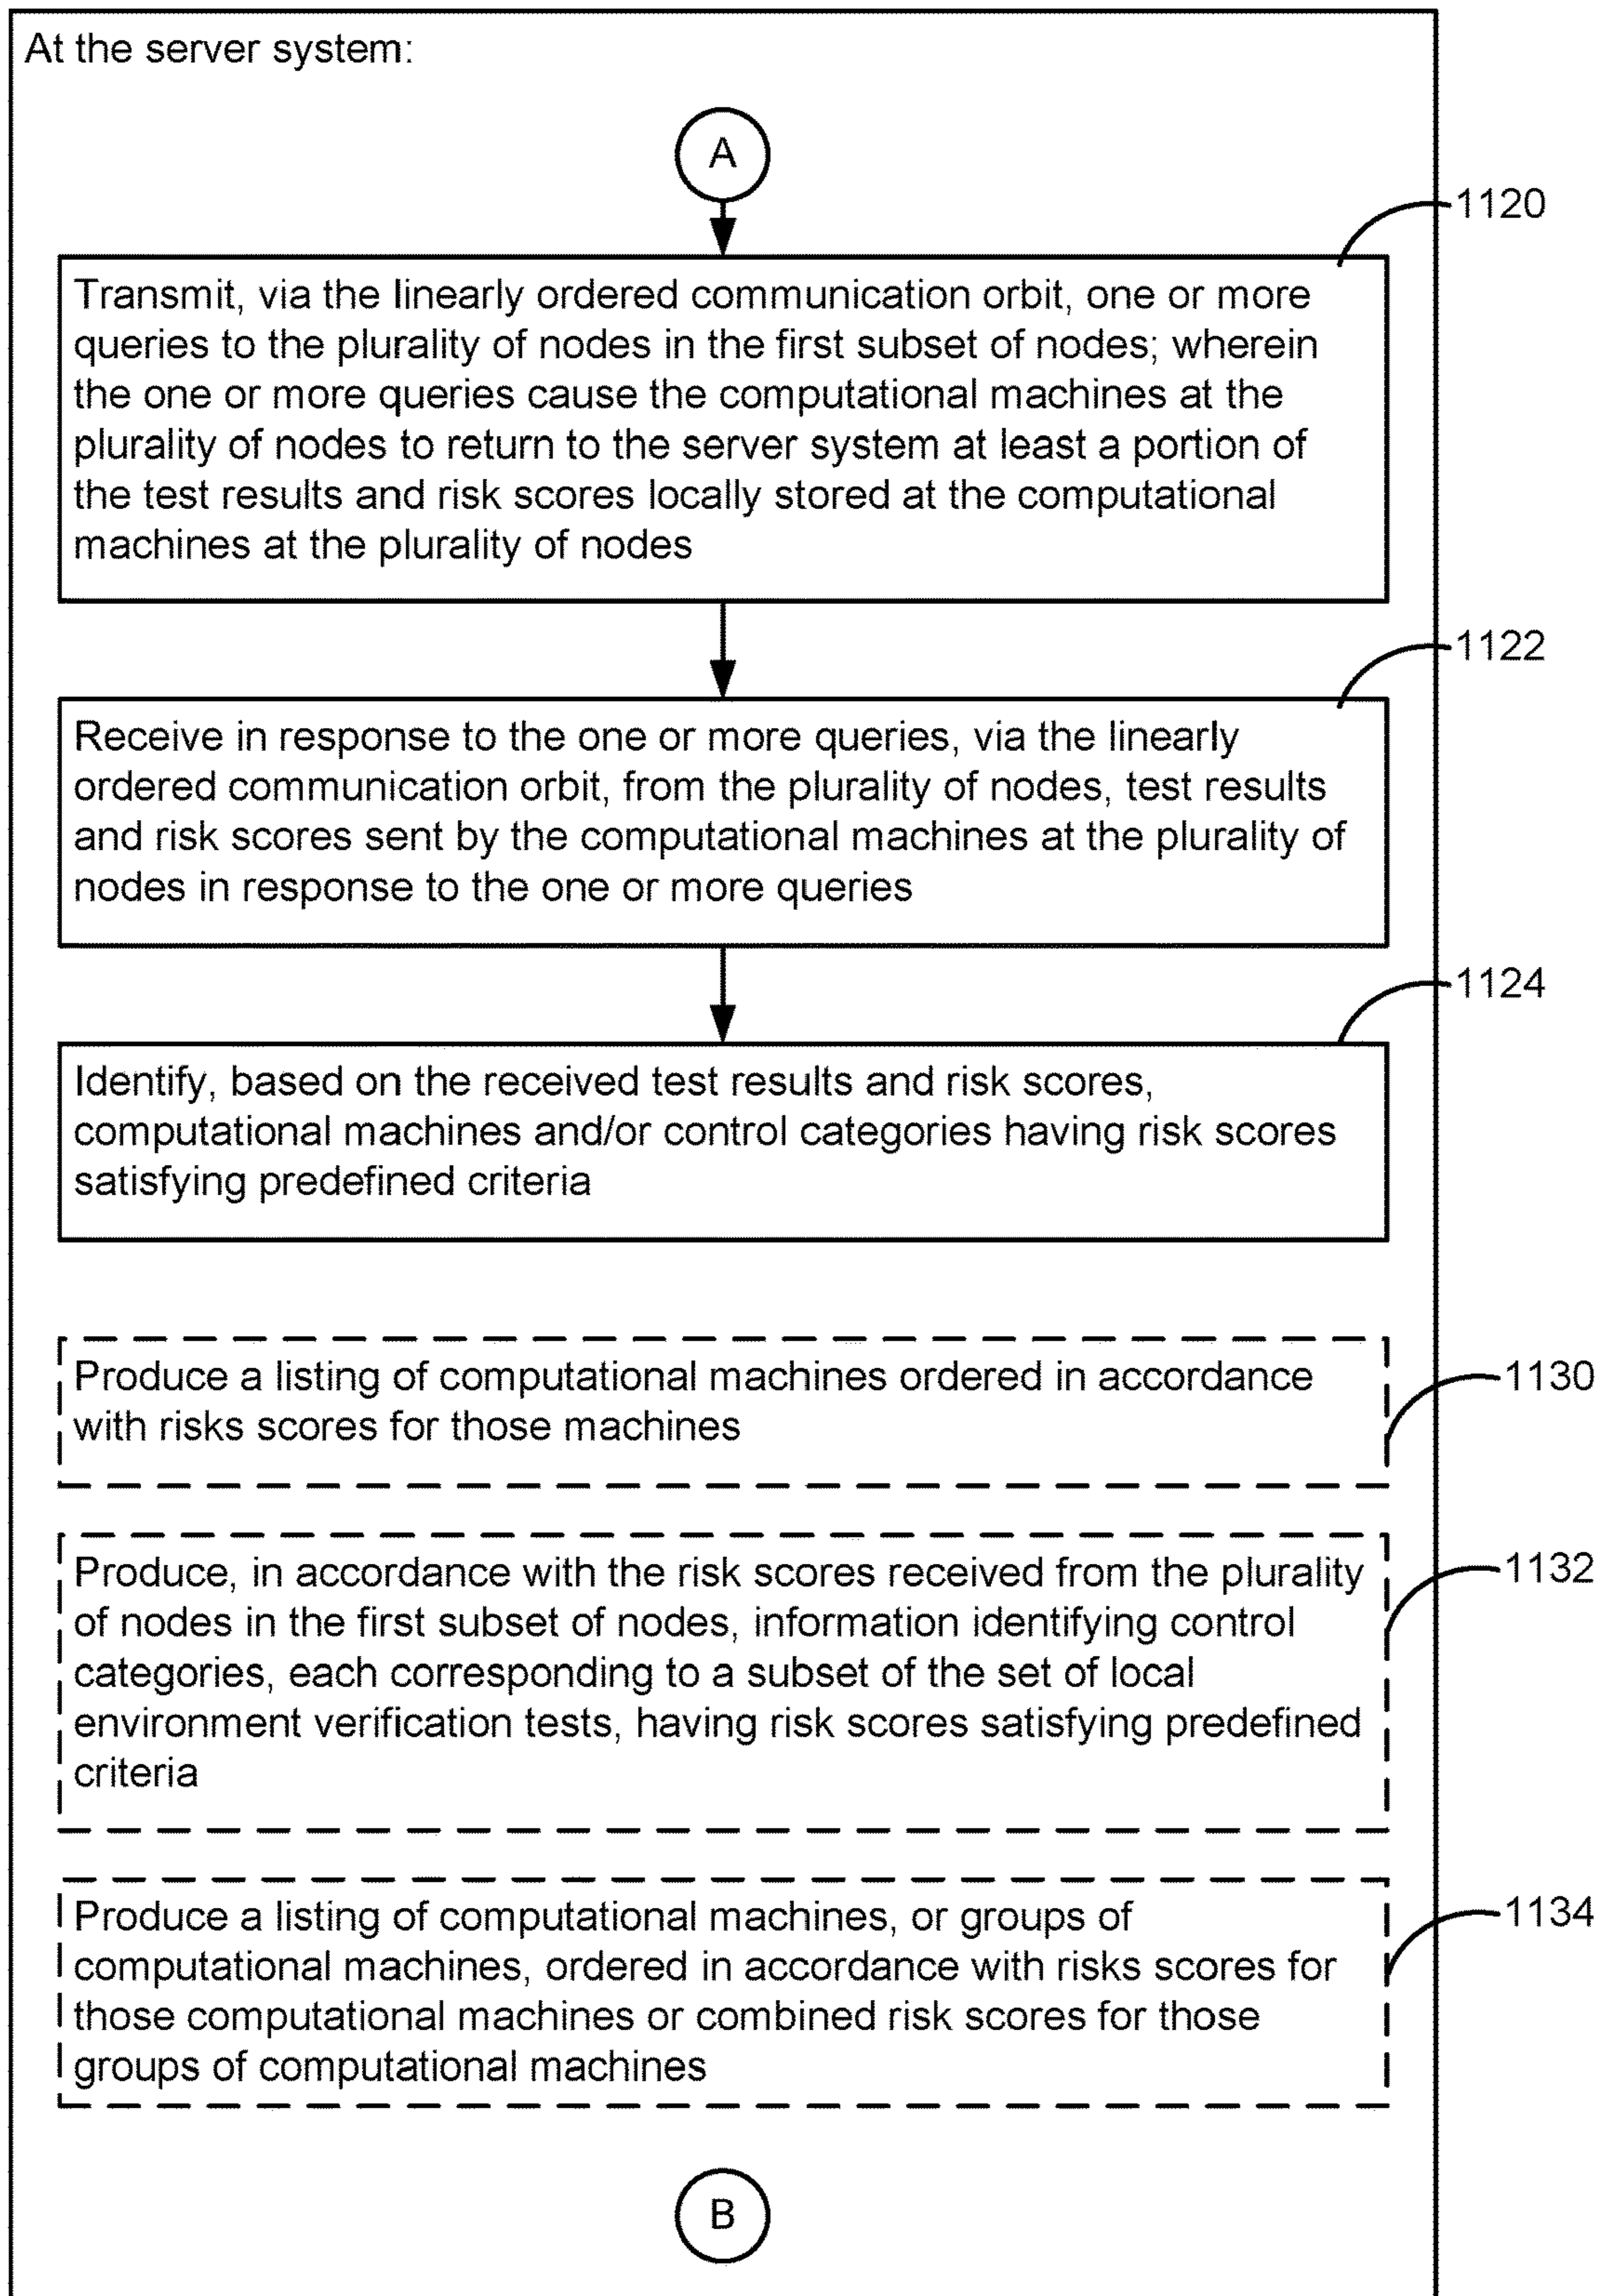 At the server system:
A
1120
Transmit, via the linearly ordered communication orbit, one or more
queries to the plurality of nodes in the first subset of nodes; wherein
the one or more queries cause the computational machines at the
plurality of nodes to return to the server system at least a portion of
the test results and risk scores locally stored at the computational
machines at the plurality of nodes
1122
Receive in response to the one or more queries, via the linearly
ordered communication orbit, from the plurality of nodes, test results
and risk scores sent by the computational machines at the plurality of
nodes in response to the one or more queries
1124
Identify, based on the received test results and risk scores,
computational machines and/or control categories having risk scores
satisfying predefined criteria
Produce a listing of computational machines ordered in accordance
with risks scores for those machines
1130
Produce, in accordance with the risk scores received from the plurality
of nodes in the first subset of nodes, information identifying control
categories, each corresponding to a subset of the set of local
environment verification tests, having risk scores satisfying predefined
criteria
1132
Produce a listing of computational machines, or groups of
computational machines, ordered in accordance with risks scores for
those computational machines or combined risk scores for those
groups of computational machines
1134
B